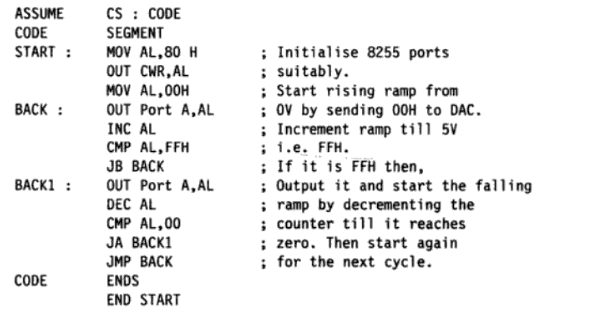 ASSUME CS : CODE
CODE SEGMENT
START : MOV AL,80 H ; Initialise 8255 ports
OUT CWR,AL ; suitably.
MOV AL,00H ; Start rising ramp from
BACK : OUT Port A,AL ; 0V by sending 00H to DAC.
INC AL ; Increment ramp till 5V
CMP AL,FFH ; i.e. FFH.
JB BACK ; If it is FFH then,
BACK1 : OUT Port A,AL ; Output it and start the falling
DEC AL ; ramp by decrementing the
CMP AL,00 ; counter till it reaches
JA BACK1 ; zero. Then start again
JMP BACK ; for the next cycle.
CODE ENDS
END START